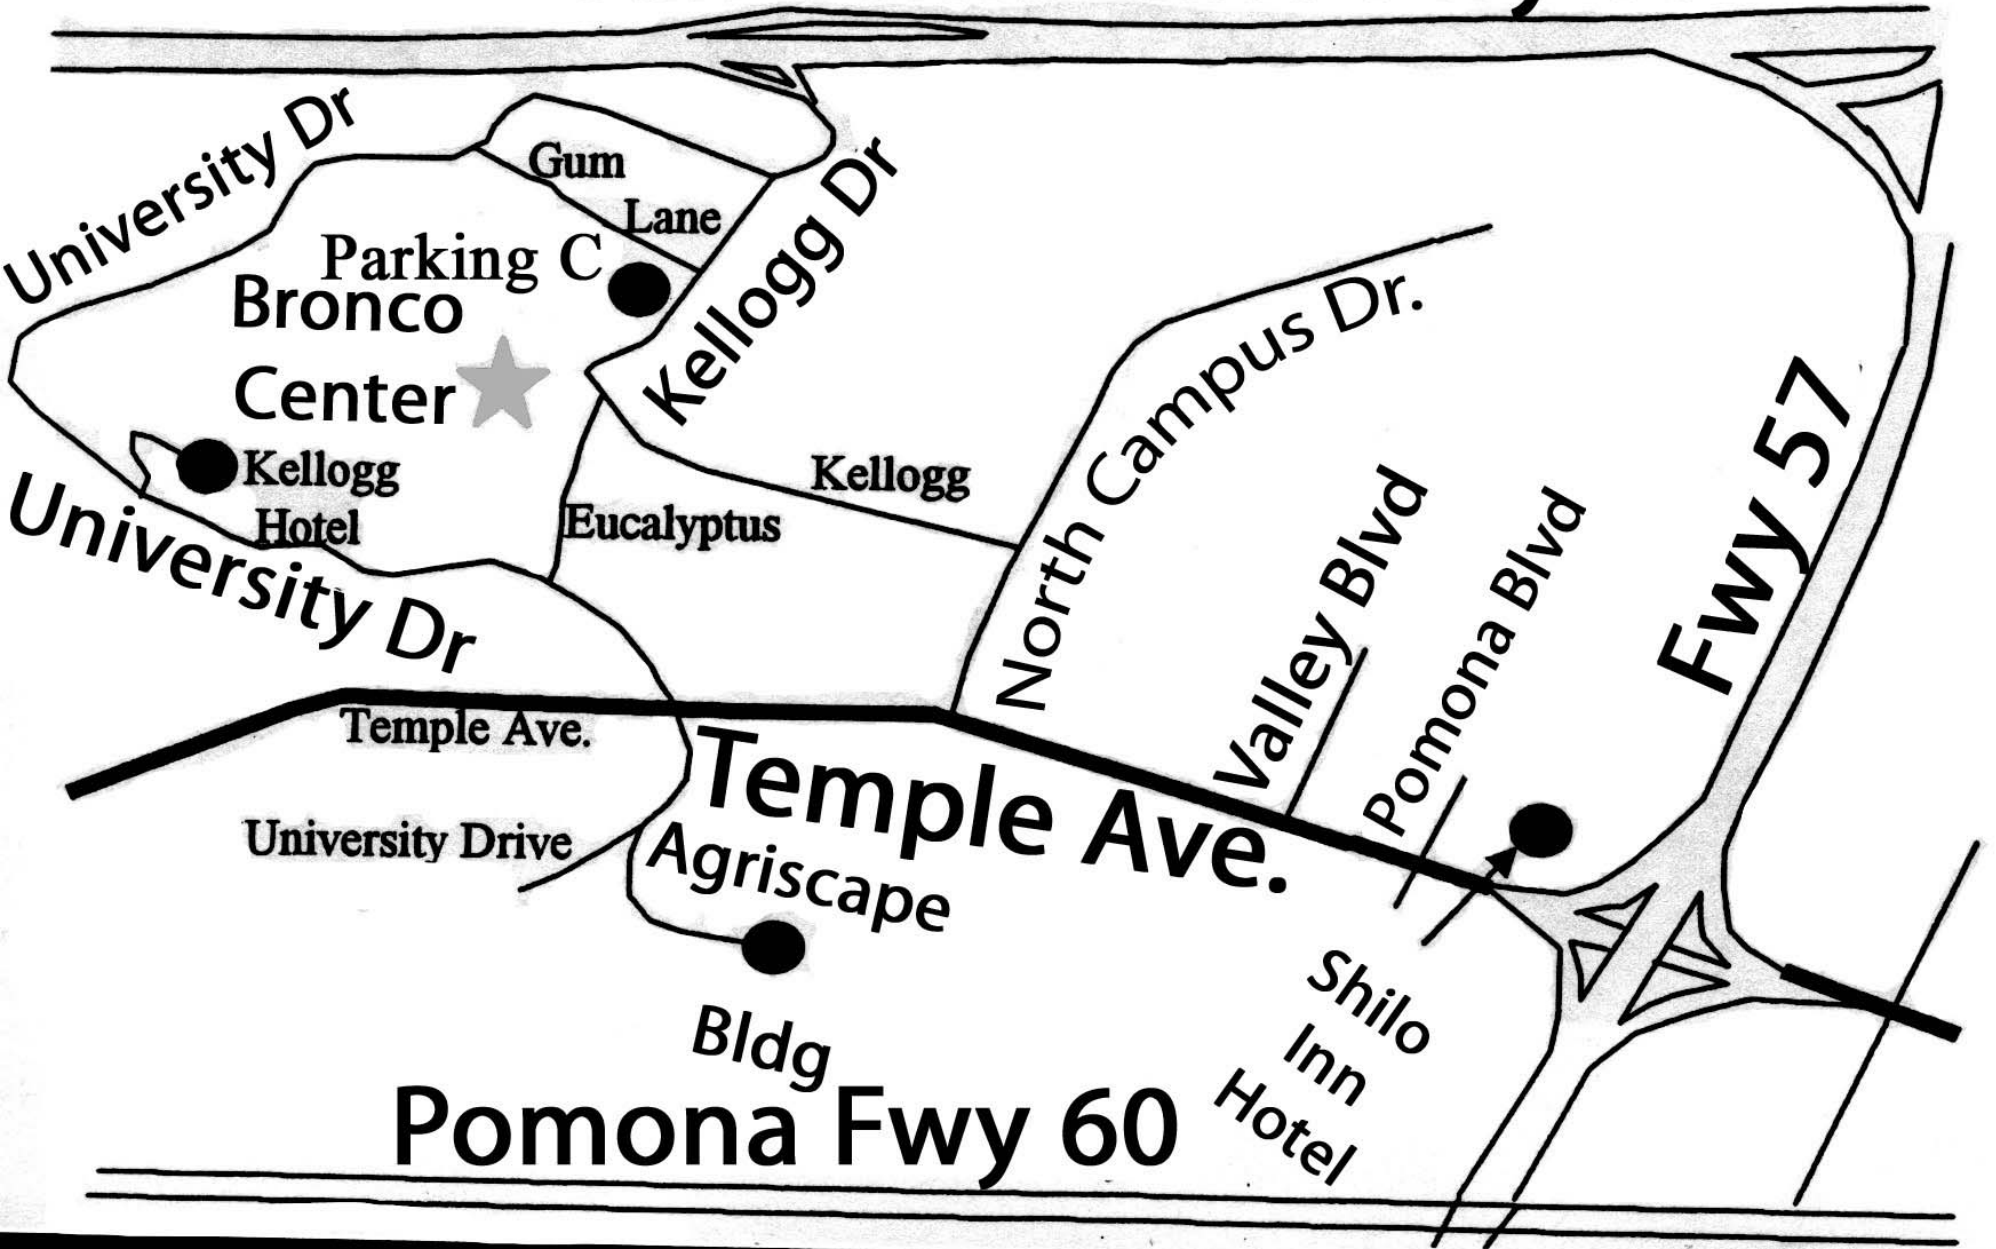 University Dr
Gum
Lane
Kellogg Dr
Parking C
Bronco
Center
Kellogg
Hotel
University Dr
Kellogg
Eucalyptus
North Campus Dr.
Valley Blvd
Pomona Blvd
Fwy 57
Temple Ave.
Temple Ave.
University Drive
Agriscape
Bldg
Shilo
Inn
Hotel
Pomona Fwy 60